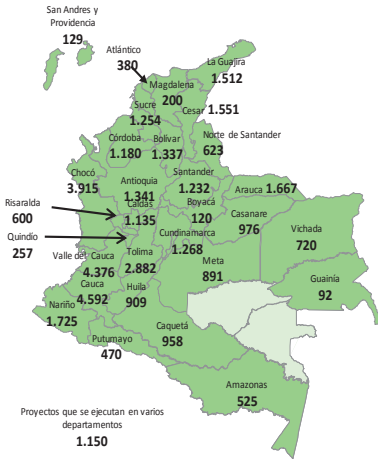 San Andres y
Providencia
129
Atlántico
380
La Guajira
1.512
Magdalena
200
Cesar 1.551
Sucre
1.254
Norte de Santander
623
Córdoba
1.180
Bolivar
1.337
Chocó
3.915
Antioquia
1.341
Santander
1.232
Arauca 1.667
Risaralda
600
Caldas
1.135
Boyacá
120
Casanare
976
Vichada
720
Quindío
257
Cundinamarca
1.268
Valle del Cauca
4.376
Tolima
2.882
Meta
891
Guainía
92
Cauca
4.592
Huila
909
Nariño
1.725
Putumayo
470
Caquetá
958
Amazonas
525
Proyectos que se ejecutan en varios
departamentos
1.150